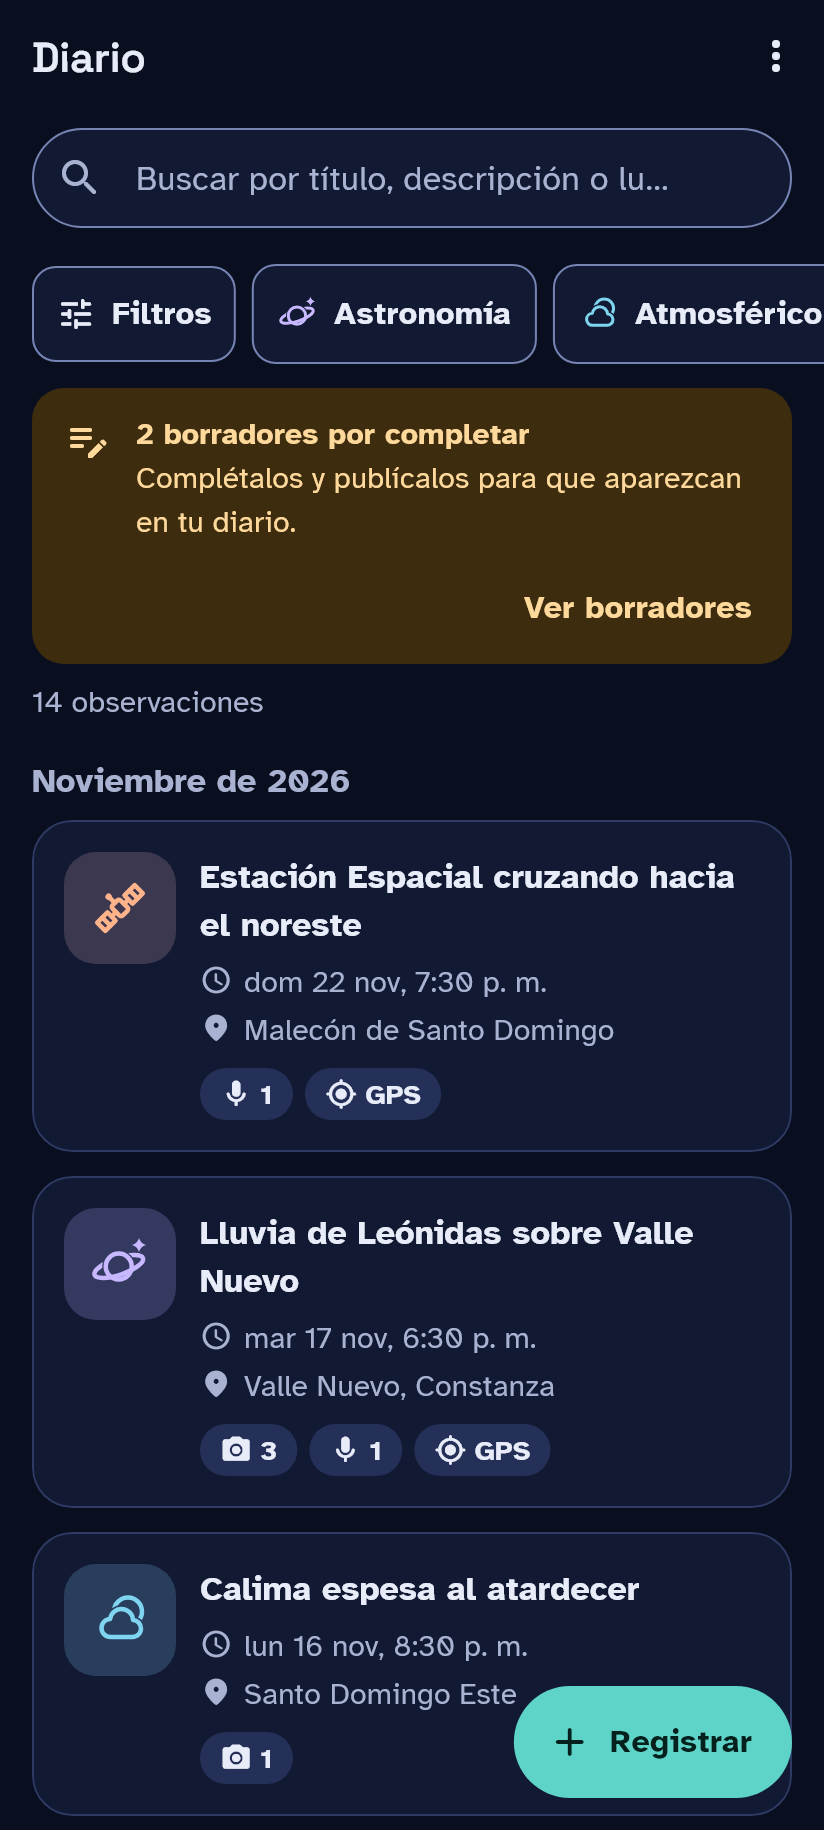 Diario
Buscar por título, descripción o lu...
Filtros
Astronomía
Atmosférico
2 borradores por completar
Complétalos y publícalos para que aparezcan
en tu diario.
Ver borradores
14 observaciones
Noviembre de 2026
Estación Espacial cruzando hacia
el noreste
dom 22 nov, 7:30 p. m.
Malecón de Santo Domingo
1
GPS
Lluvia de Leónidas sobre Valle
Nuevo
mar 17 nov, 6:30 p. m.
Valle Nuevo, Constanza
3
1
GPS
Calima espesa al atardecer
lun 16 nov, 8:30 p. m.
Santo Domingo Este
1
Registrar